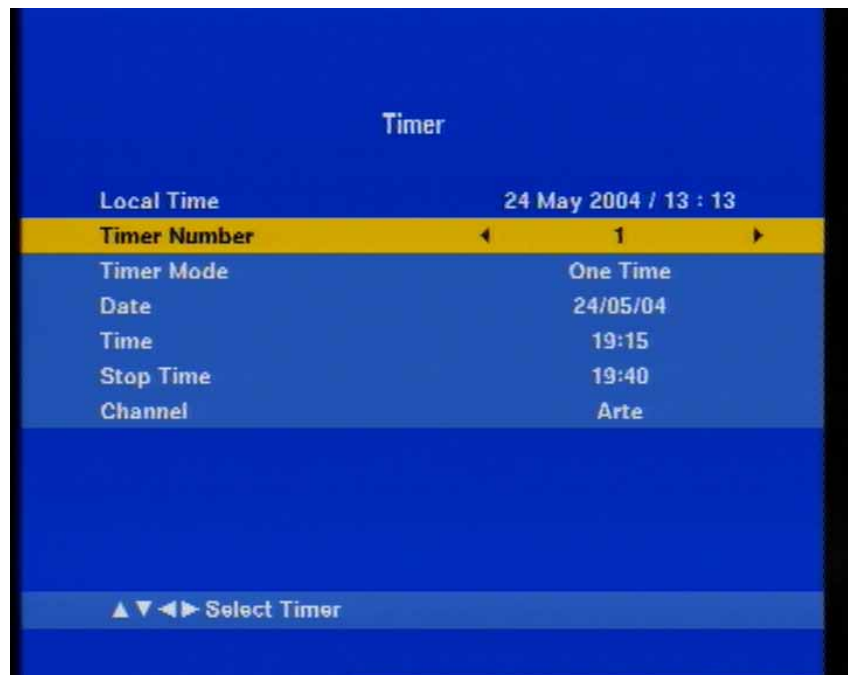 Timer
Local Time 24 May 2004 / 13 : 13
Timer Number 1
Timer Mode One Time
Date 24/05/04
Time 19:15
Stop Time 19:40
Channel Arte
▲▼◄► Select Timer